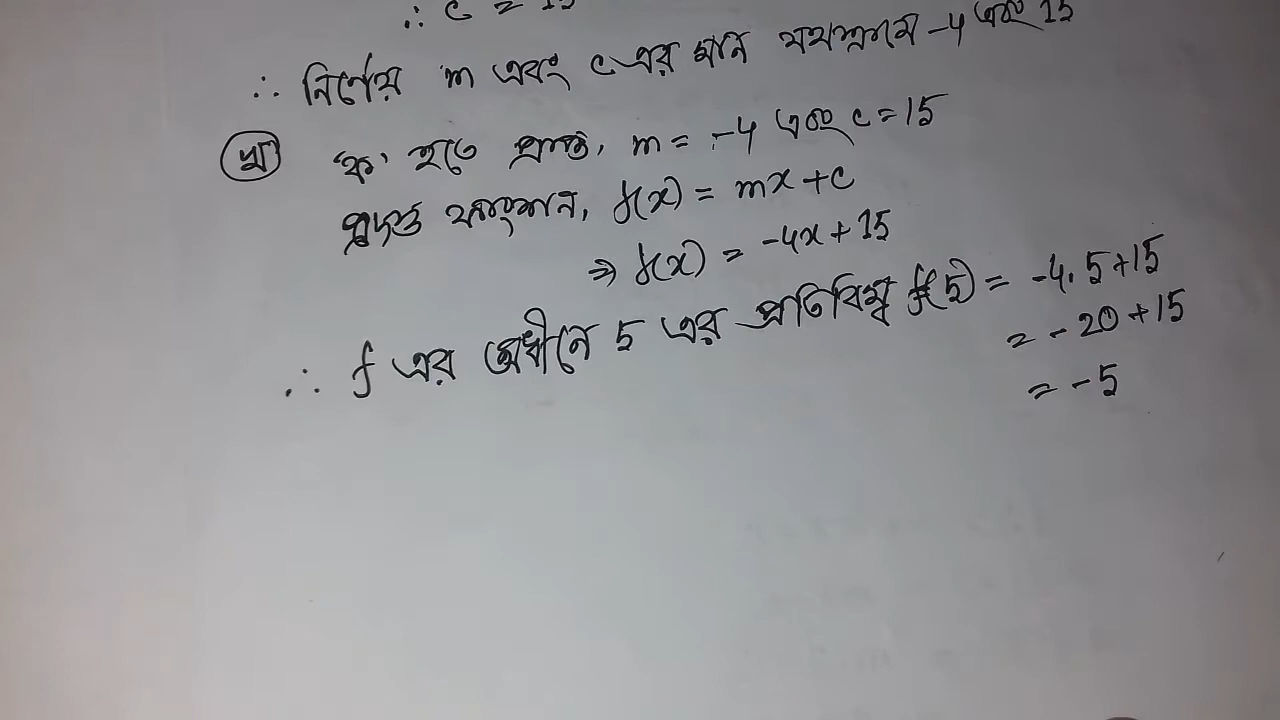 ∴ c = 15
∴ নির্ণেয় m এবং c এর মান যথাক্রমে -4 এবং 15
খ 'ক' হতে প্রাপ্ত, m = -4 এবং c = 15
প্রদত্ত ফাংশন, f(x) = mx + c
⇒ f(x) = -4x + 15
∴ f এর অধীনে 5 এর প্রতিবিম্ব f(5) = -4.5+15
= -20 + 15
= -5